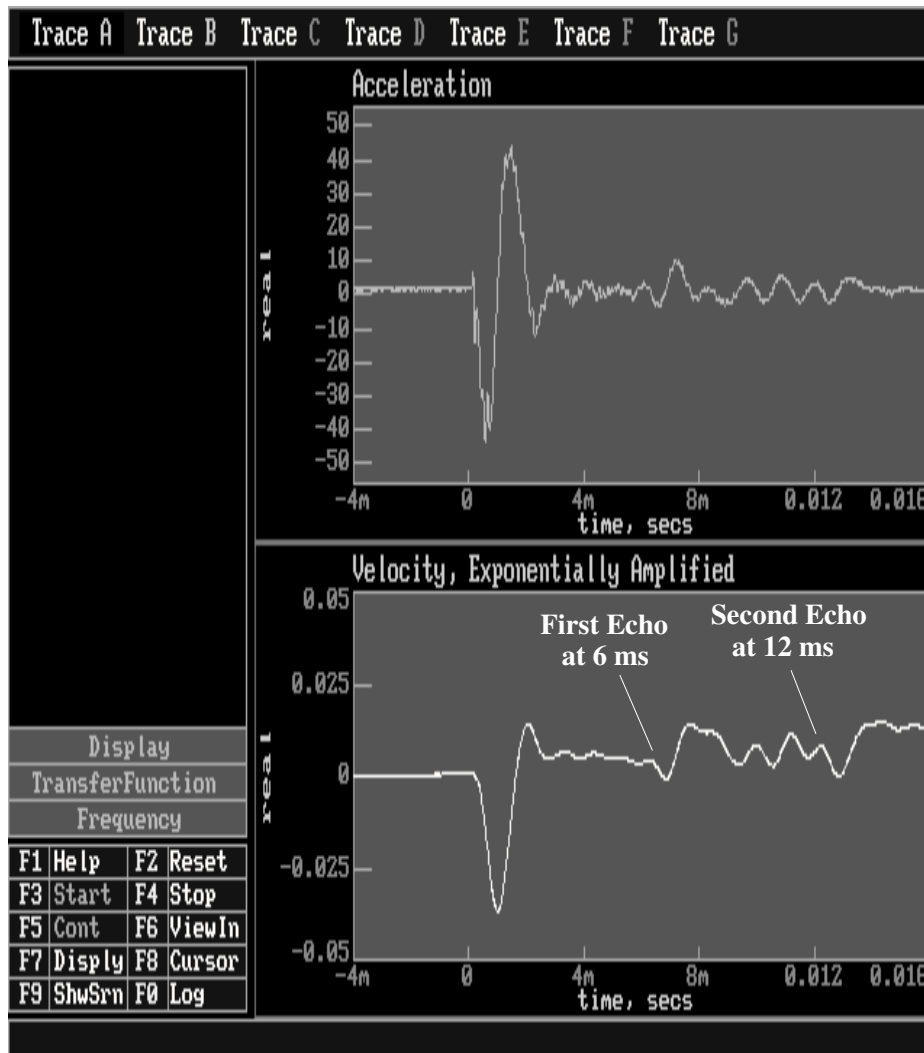 Trace A Trace B Trace C Trace D Trace E Trace F Trace G
Acceleration
50
40
30
20
10
0
-10
-20
-30
-40
-50
real
-4m 0 4m 8m 0.012 0.016
time, secs
Velocity, Exponentially Amplified
0.05
0.025
0
-0.025
-0.05
real
First Echo
at 6 ms
Second Echo
at 12 ms
-4m 0 4m 8m 0.012 0.016
time, secs
Display
TransferFunction
Frequency
F1 Help F2 Reset
F3 Start F4 Stop
F5 Cont F6 ViewIn
F7 Disply F8 Cursor
F9 ShwSrn F0 Log